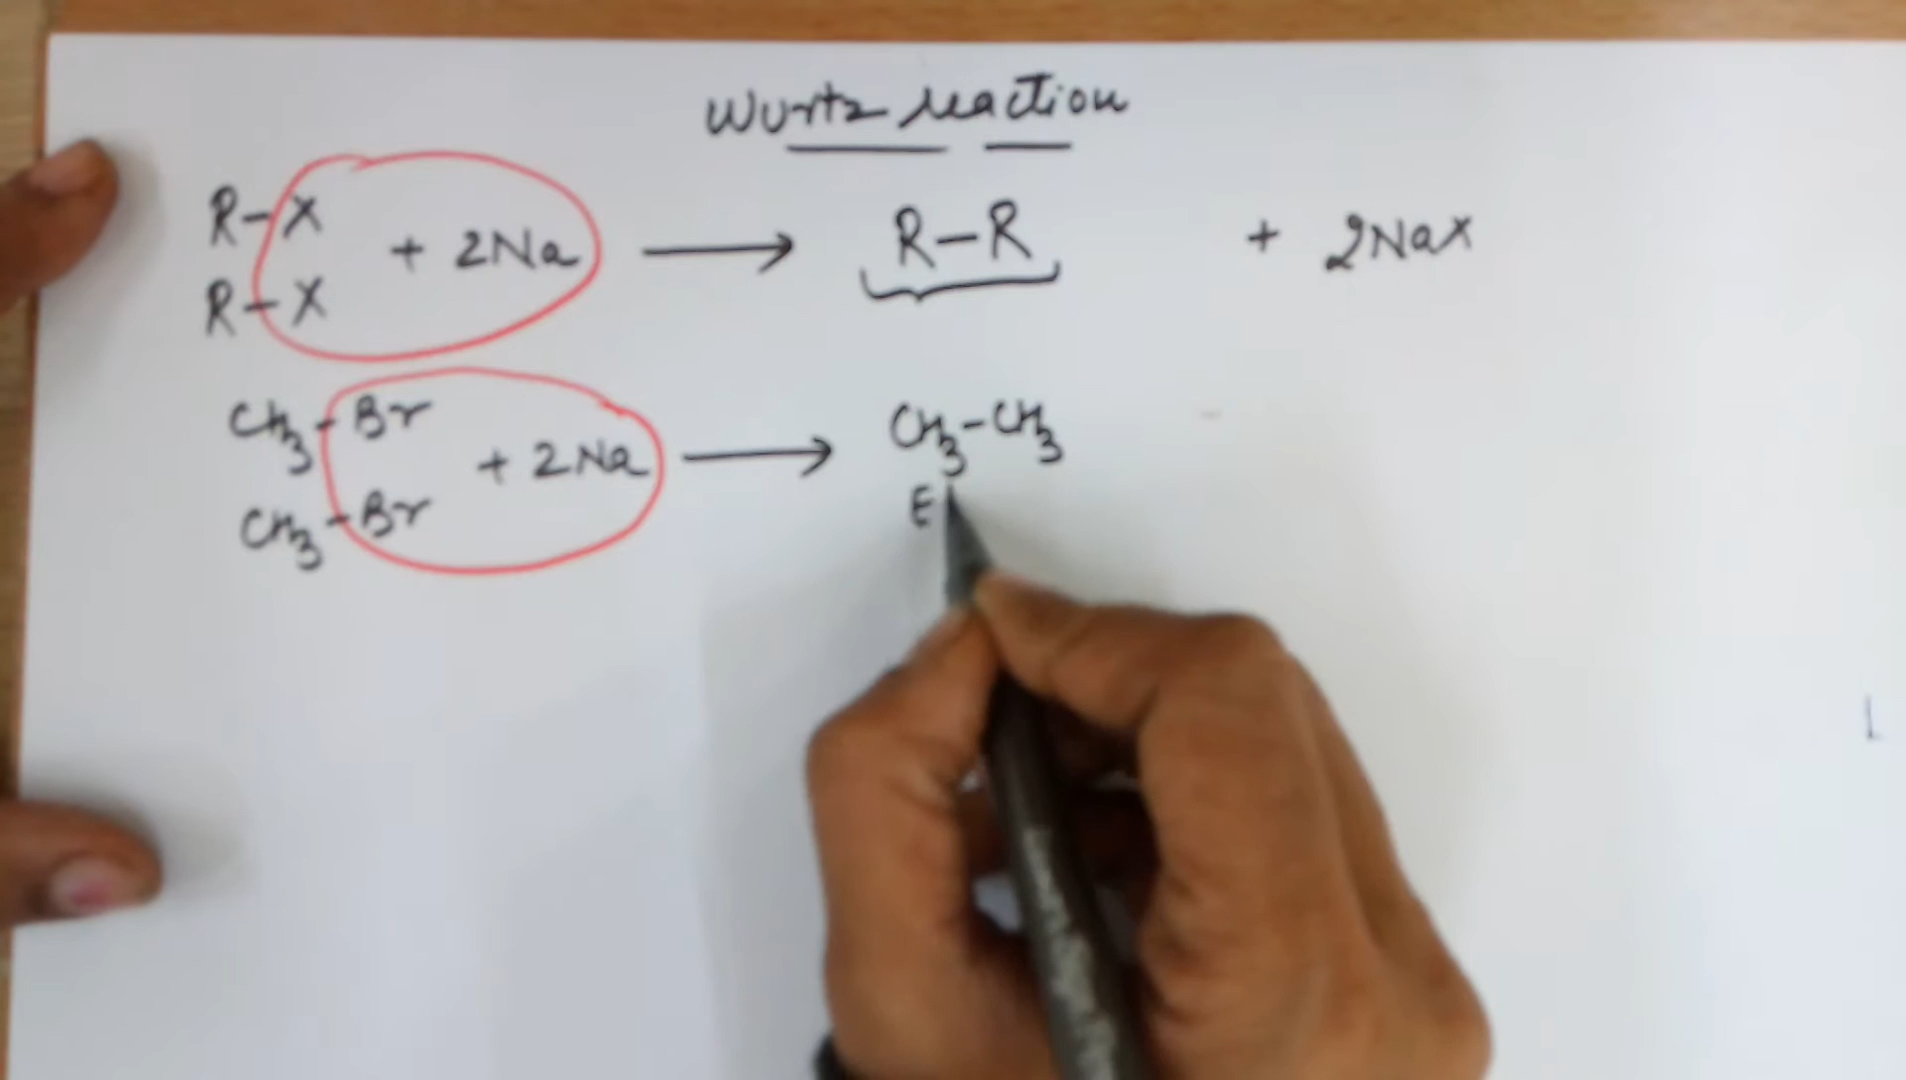 Wurtz reaction
R-X
+ 2Na ⟶ R-R + 2NaX
R-X
CH3-Br
+ 2Na ⟶ CH3-CH3
CH3-Br
E